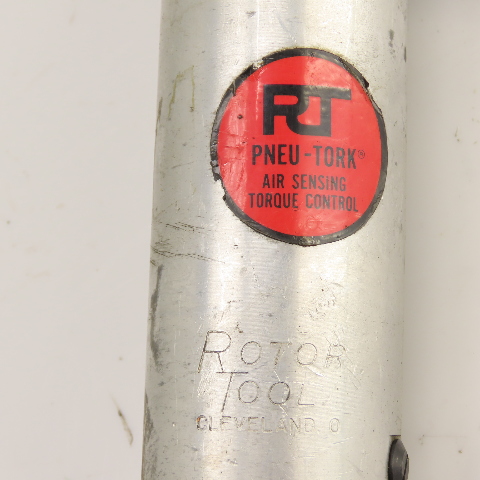 RT
PNEU-TORK®
AIR SENSING
TORQUE CONTROL
ROTOR
TOOL
CLEVELAND O